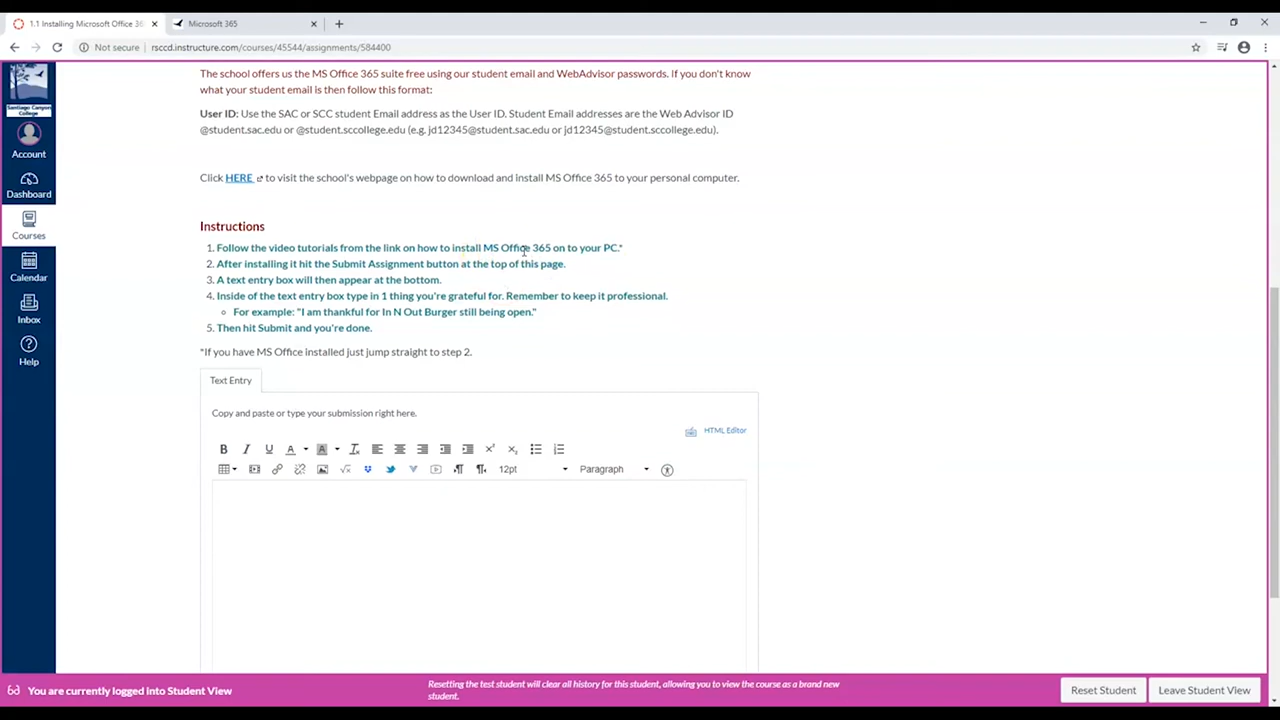 1.1 Installing Microsoft Office 36
Microsoft 365
Not secure
rsccd.instructure.com/courses/45544/assignments/584400
Santiago Canyon
College
Account
Dashboard
Courses
Calendar
Inbox
Help
The school offers us the MS Office 365 suite free using our student email and WebAdvisor passwords. If you don't know
what your student email is then follow this format:
User ID: Use the SAC or SCC student Email address as the User ID. Student Email addresses are the Web Advisor ID
@student.sac.edu or @student.sccollege.edu (e.g. jd12345@student.sac.edu or jd12345@student.sccollege.edu).
Click HERE to visit the school's webpage on how to download and install MS Office 365 to your personal computer.
Instructions
1. Follow the video tutorials from the link on how to install MS Office 365 on to your PC.*
2. After installing it hit the Submit Assignment button at the top of this page.
3. A text entry box will then appear at the bottom.
4. Inside of the text entry box type in 1 thing you're grateful for. Remember to keep it professional.
For example: "I am thankful for In N Out Burger still being open."
5. Then hit Submit and you're done.
*If you have MS Office installed just jump straight to step 2.
Text Entry
Copy and paste or type your submission right here.
HTML Editor
12pt
Paragraph
You are currently logged into Student View
Resetting the test student will clear all history for this student, allowing you to view the course as a brand new
student.
Reset Student
Leave Student View